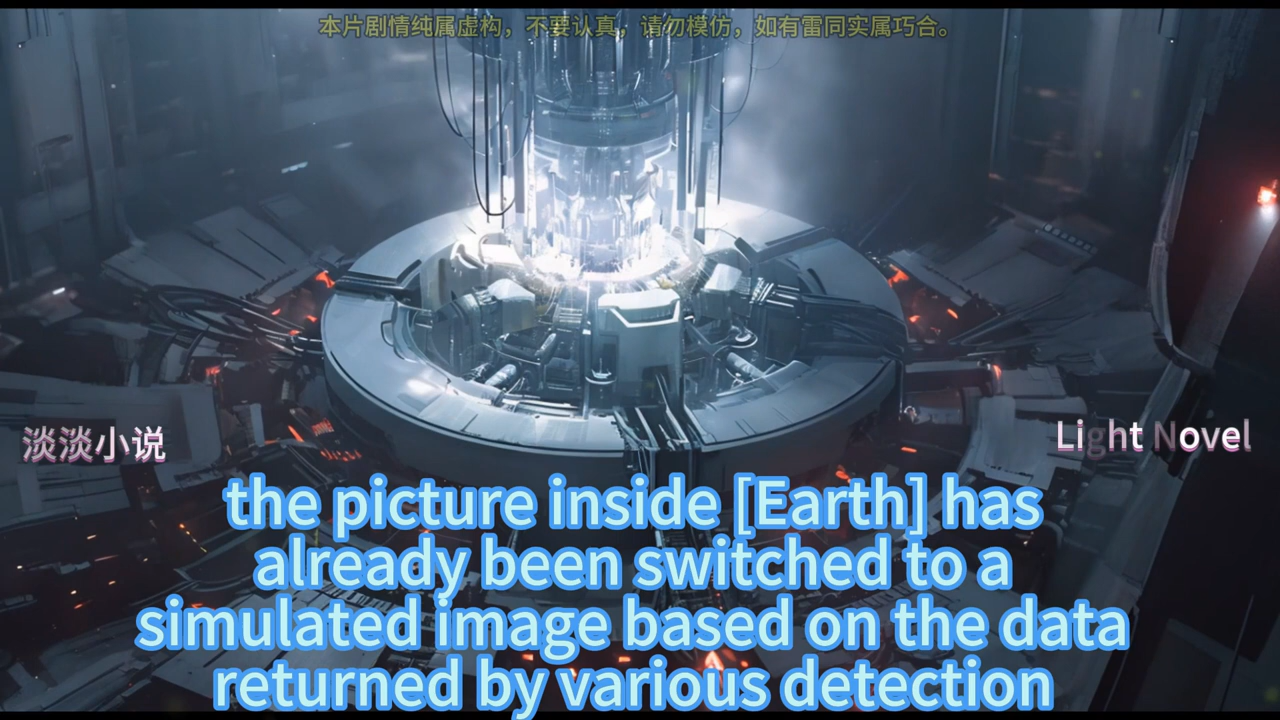 本片剧情纯属虚构，不要认真，请勿模仿，如有雷同实属巧合。
淡淡小说
Light Novel
the picture inside [Earth] has
already been switched to a
simulated image based on the data
returned by various detection